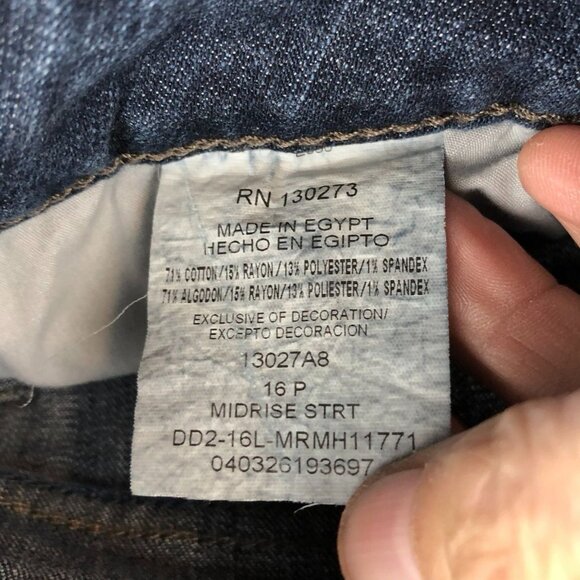 RN 130273
MADE IN EGYPT
HECHO EN EGIPTO
71% COTTON/15% RAYON/13% POLYESTER/1% SPANDEX
71% ALGODON/15% RAYON/13% POLIESTER/1% SPANDEX
EXCLUSIVE OF DECORATION/
EXCEPTO DECORACION
13027A8
16 P
MIDRISE STRT
DD2-16L-MRMH11771
040326193697